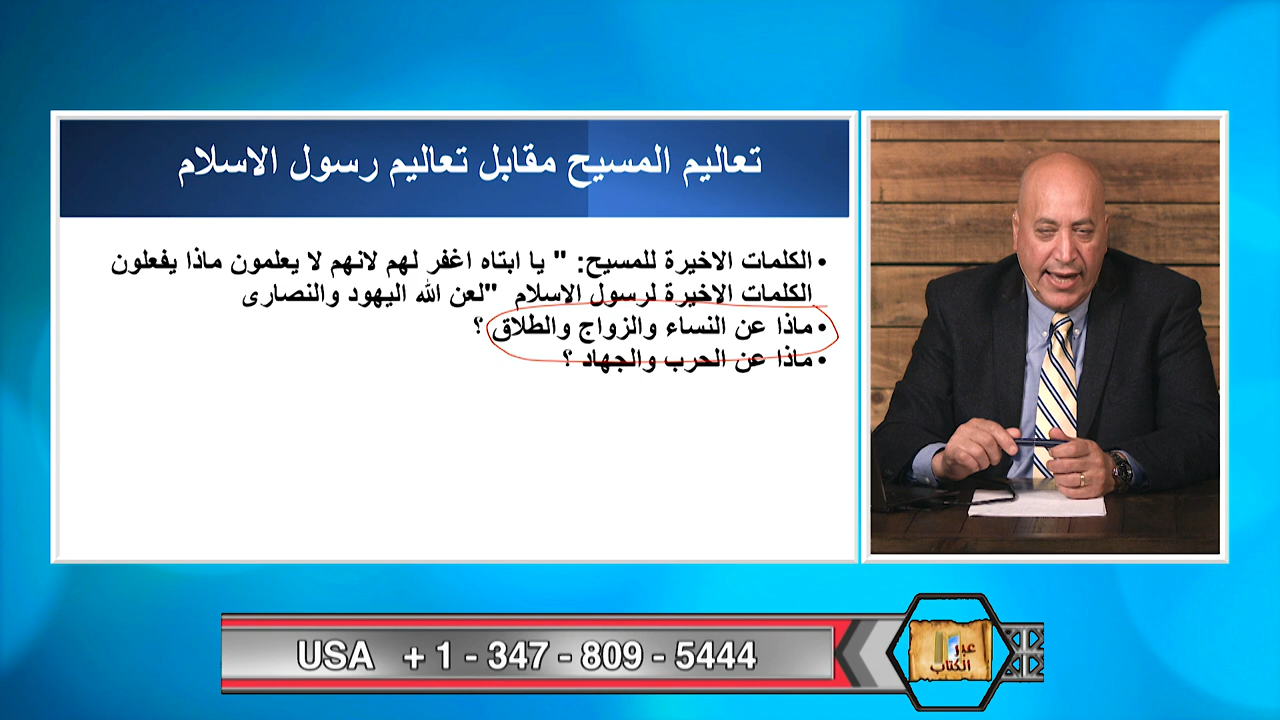 تعاليم المسيح مقابل تعاليم رسول الاسلام
• الكلمات الاخيرة للمسيح: " يا ابتاه اغفر لهم لانهم لا يعلمون ماذا يفعلون
الكلمات الاخيرة لرسول الاسلام "لعن الله اليهود والنصارى
• ماذا عن النساء والزواج والطلاق ؟
• ماذا عن الحرب والجهاد ؟
USA + 1 - 347 - 809 - 5444
عبر
الكتاب